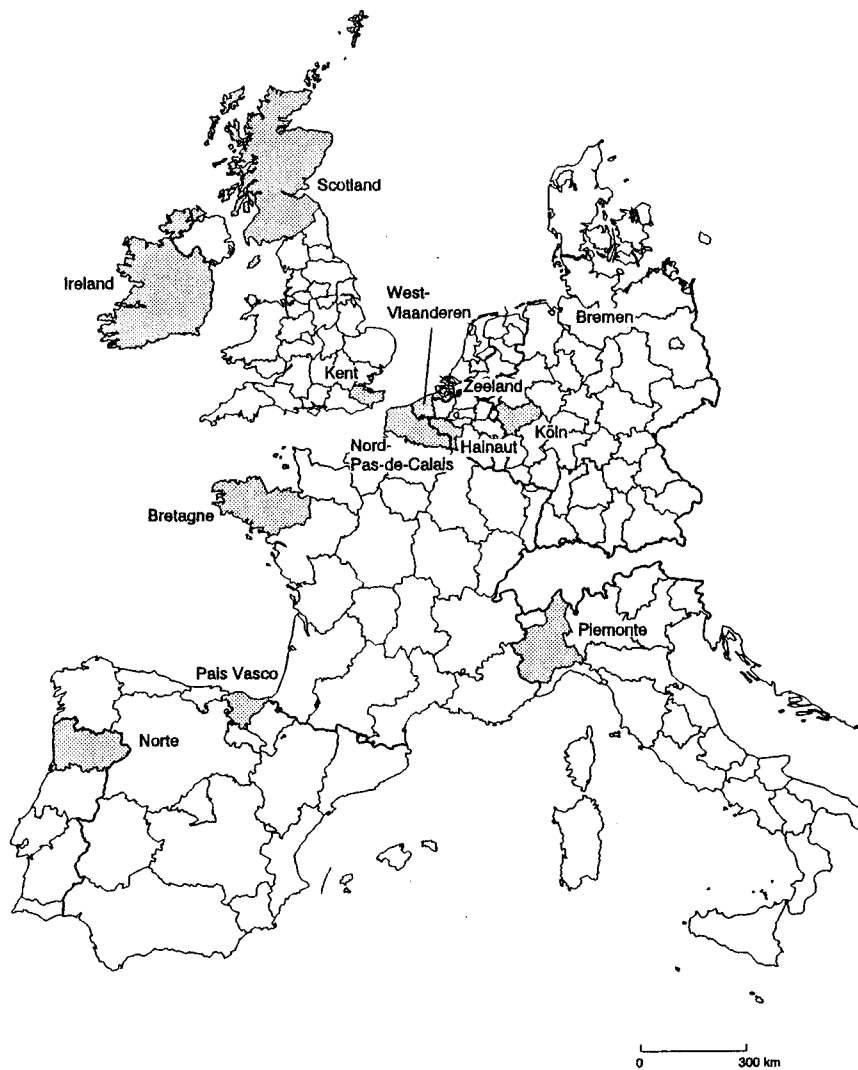 Scotland
Ireland
West-
Vlaanderen
Bremen
Kent
Zeeland
Köln
Hainaut
Nord-
Pas-de-Calais
Bretagne
Piemonte
Pais Vasco
Norte
0 300 km